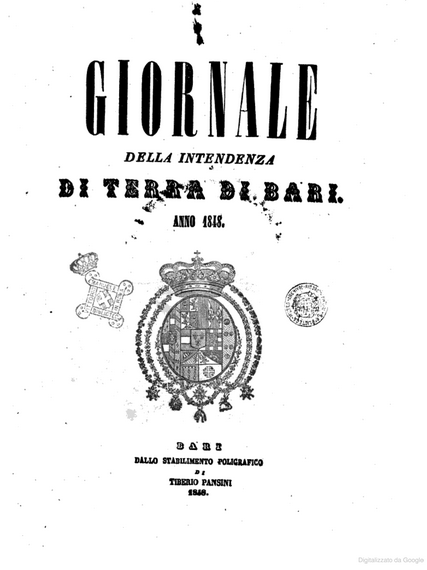 GIORNALE
DELLA INTENDENZA
DI TERRA DI BARI.
ANNO 1848.
BARI
DALLO STABILIMENTO POLIGRAFICO
DI
TIBERIO PANSINI
1848.
Digitalizzato da Google